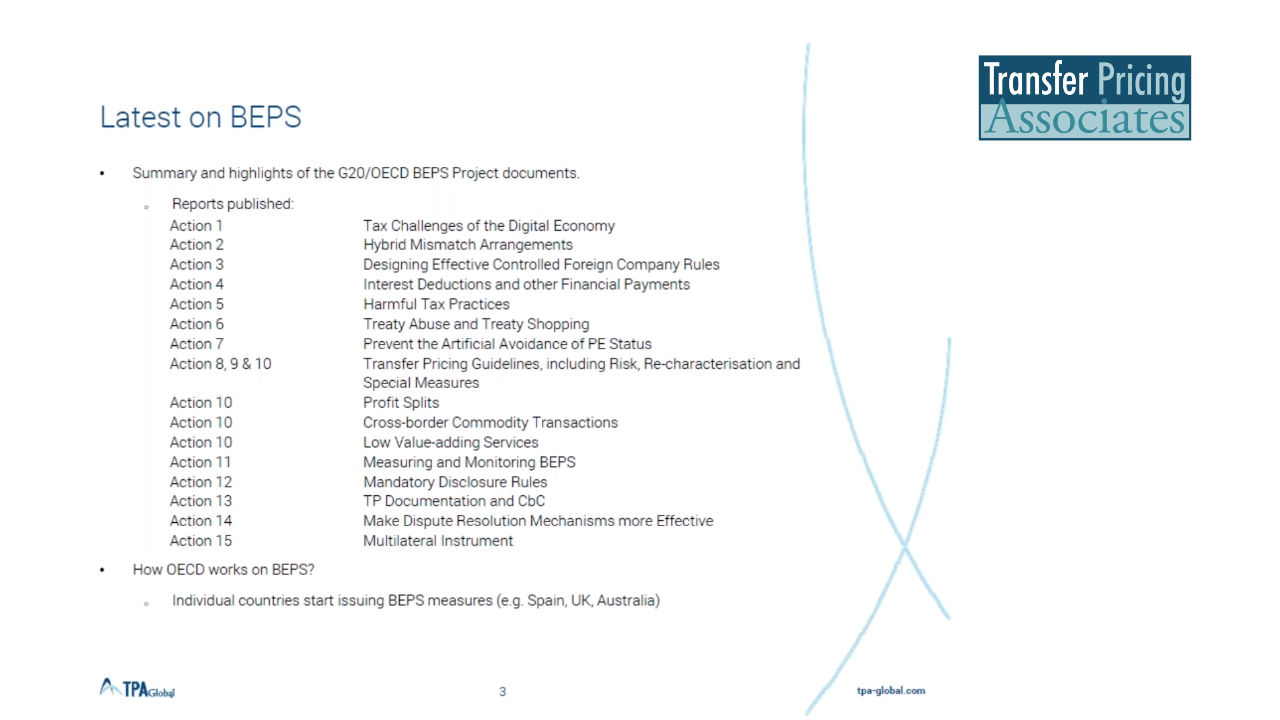 Transfer Pricing
Associates
Latest on BEPS
• Summary and highlights of the G20/OECD BEPS Project documents.
o Reports published:
Action 1 Tax Challenges of the Digital Economy
Action 2 Hybrid Mismatch Arrangements
Action 3 Designing Effective Controlled Foreign Company Rules
Action 4 Interest Deductions and other Financial Payments
Action 5 Harmful Tax Practices
Action 6 Treaty Abuse and Treaty Shopping
Action 7 Prevent the Artificial Avoidance of PE Status
Action 8, 9 & 10 Transfer Pricing Guidelines, including Risk, Re-characterisation and
Special Measures
Action 10 Profit Splits
Action 10 Cross-border Commodity Transactions
Action 10 Low Value-adding Services
Action 11 Measuring and Monitoring BEPS
Action 12 Mandatory Disclosure Rules
Action 13 TP Documentation and CbC
Action 14 Make Dispute Resolution Mechanisms more Effective
Action 15 Multilateral Instrument
• How OECD works on BEPS?
o Individual countries start issuing BEPS measures (e.g. Spain, UK, Australia)
TPA Global
3
tpa-global.com